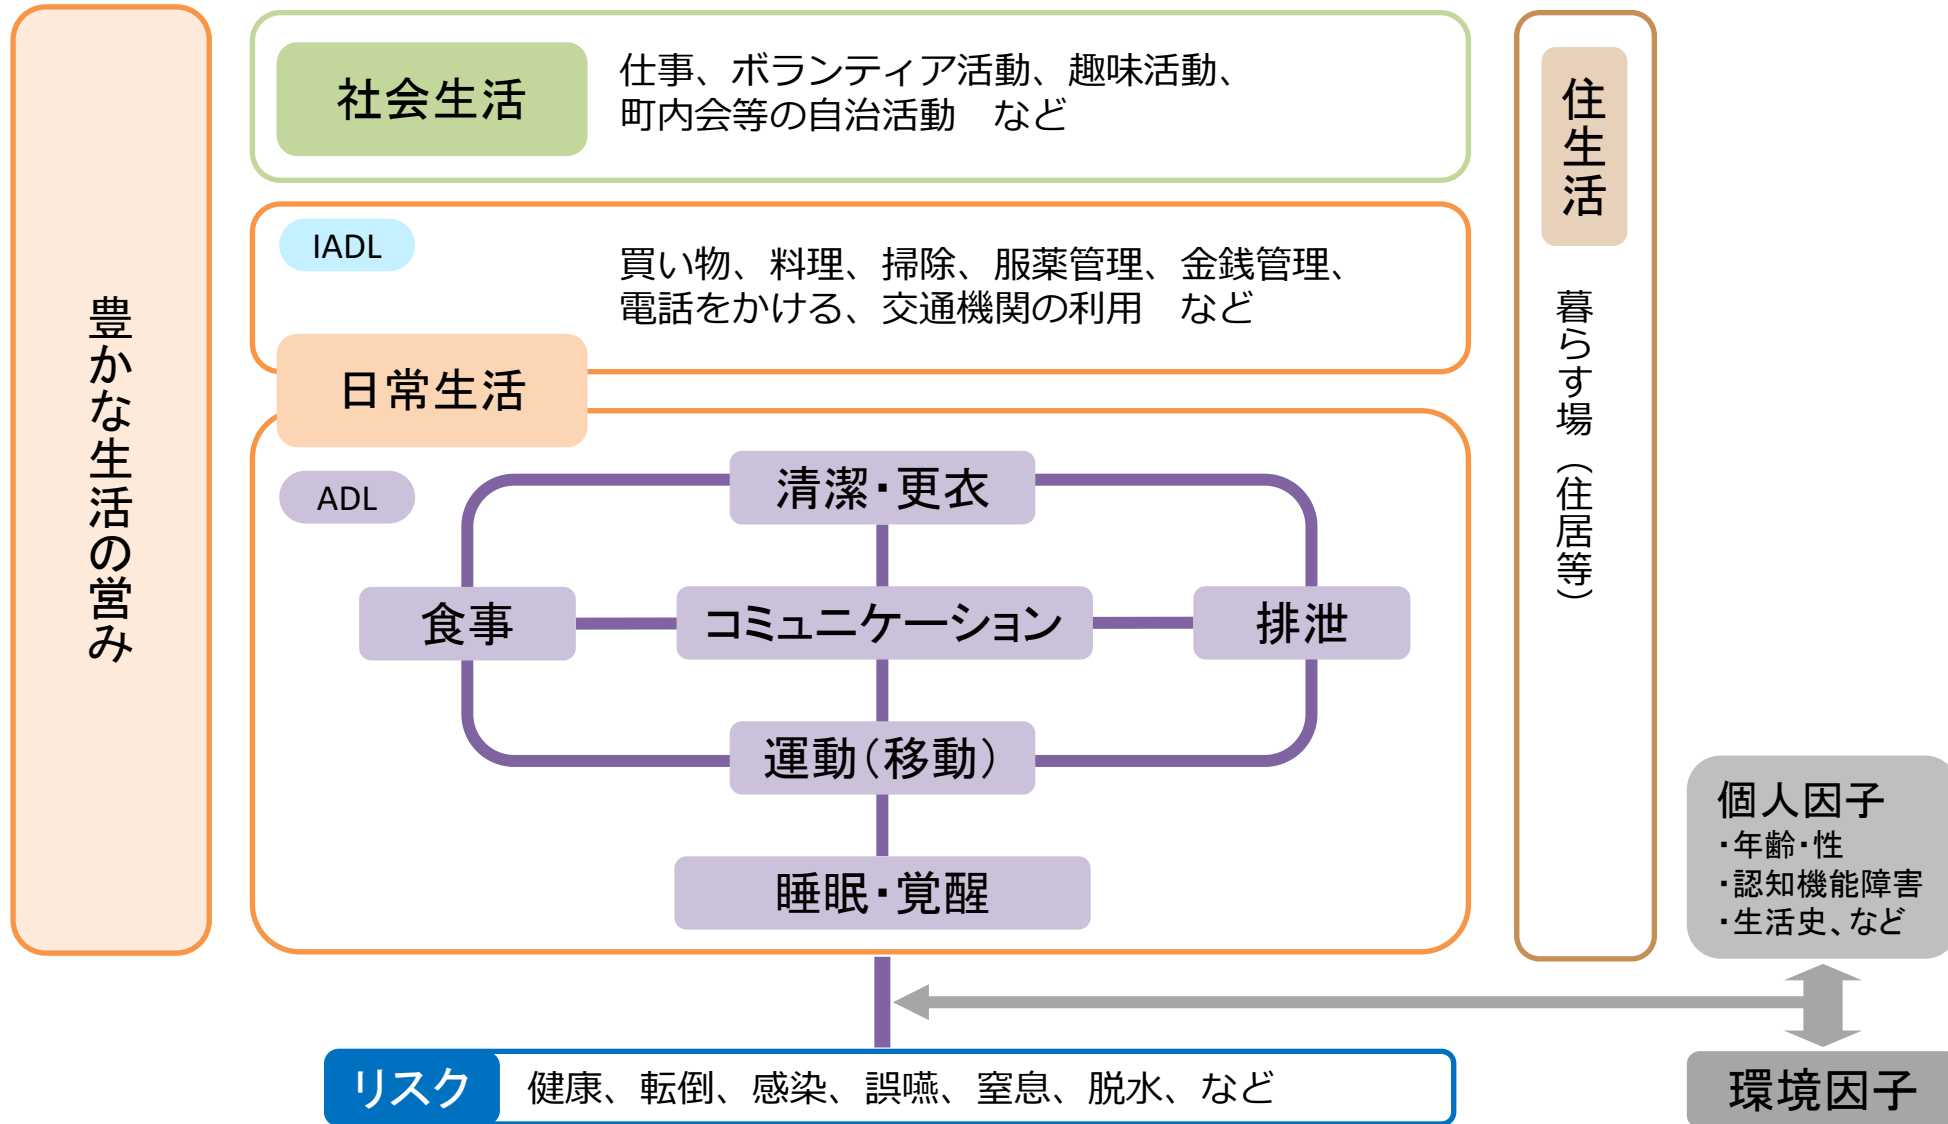 豊かな生活の営み
社会生活
仕事、ボランティア活動、趣味活動、
町内会等の自治活動　など
IADL
買い物、料理、掃除、服薬管理、金銭管理、
電話をかける、交通機関の利用　など
日常生活
ADL
清潔・更衣
食事
コミュニケーション
排泄
運動（移動）
睡眠・覚醒
住生活
暮らす場（住居等）
個人因子
・年齢・性
・認知機能障害
・生活史、など
環境因子
リスク
健康、転倒、感染、誤嚥、窒息、脱水、など